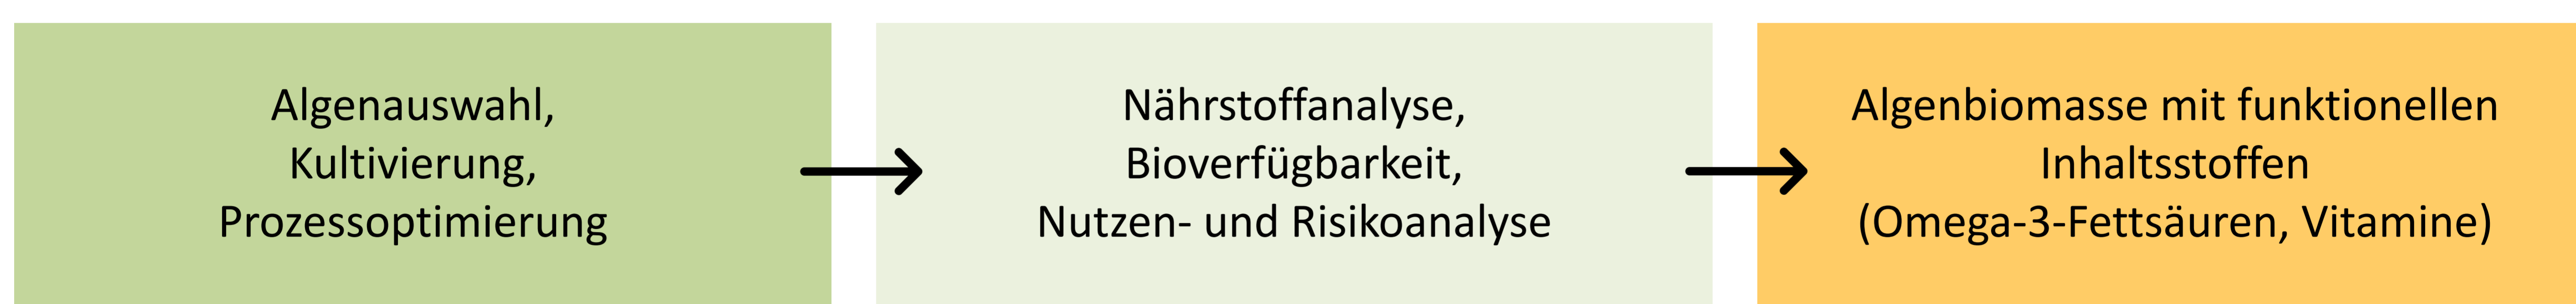 Algenauswahl,
Kultivierung,
Prozessoptimierung
Nährstoffanalyse,
Bioverfügbarkeit,
Nutzen- und Risikoanalyse
Algenbiomasse mit funktionellen
Inhaltsstoffen
(Omega-3-Fettsäuren, Vitamine)